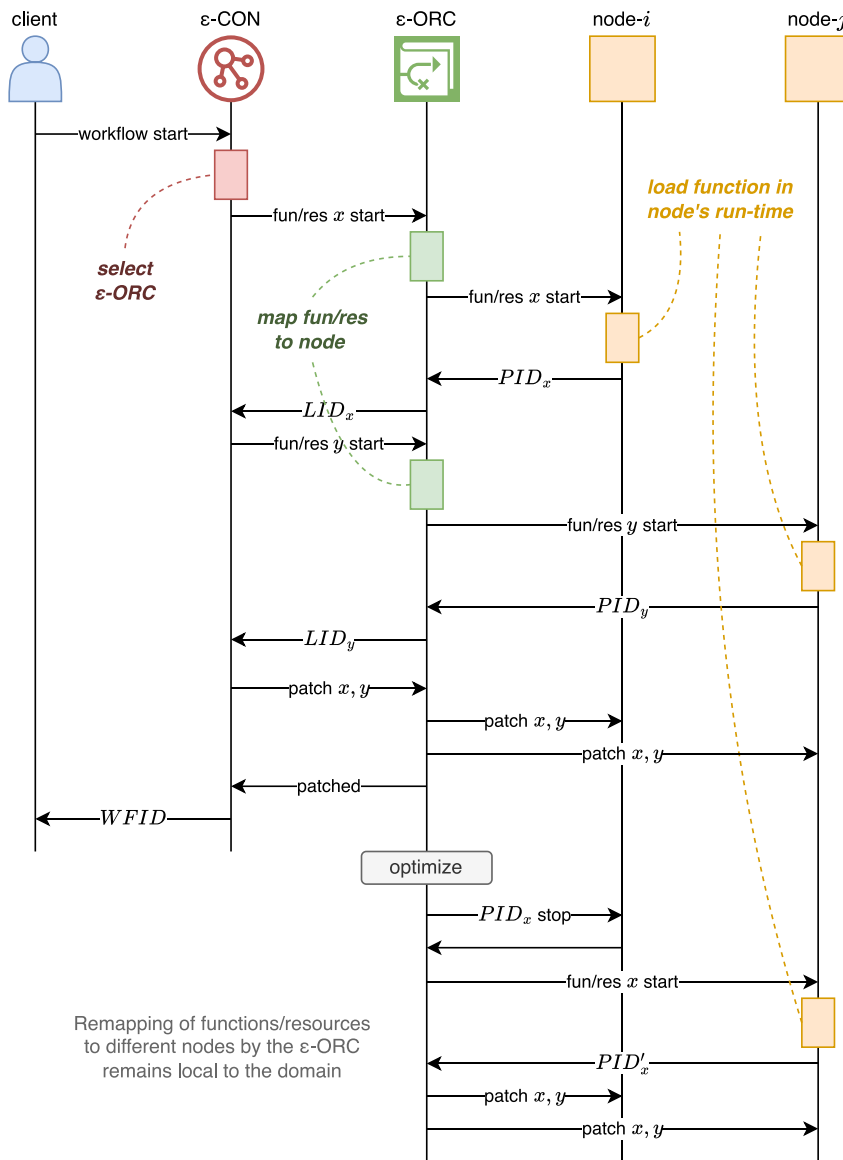 client
ε-CON
ε-ORC
node-i
node-j
workflow start
load function in
node's run-time
fun/res x start
select
ε-ORC
fun/res x start
map fun/res
to node
PIDₓ
LIDₓ
fun/res y start
fun/res y start
PID_y
LID_y
patch x, y
patch x, y
patch x, y
patched
WFID
optimize
PIDₓ stop
fun/res x start
Remapping of functions/resources
to different nodes by the ε-ORC
remains local to the domain
PID′ₓ
patch x, y
patch x, y